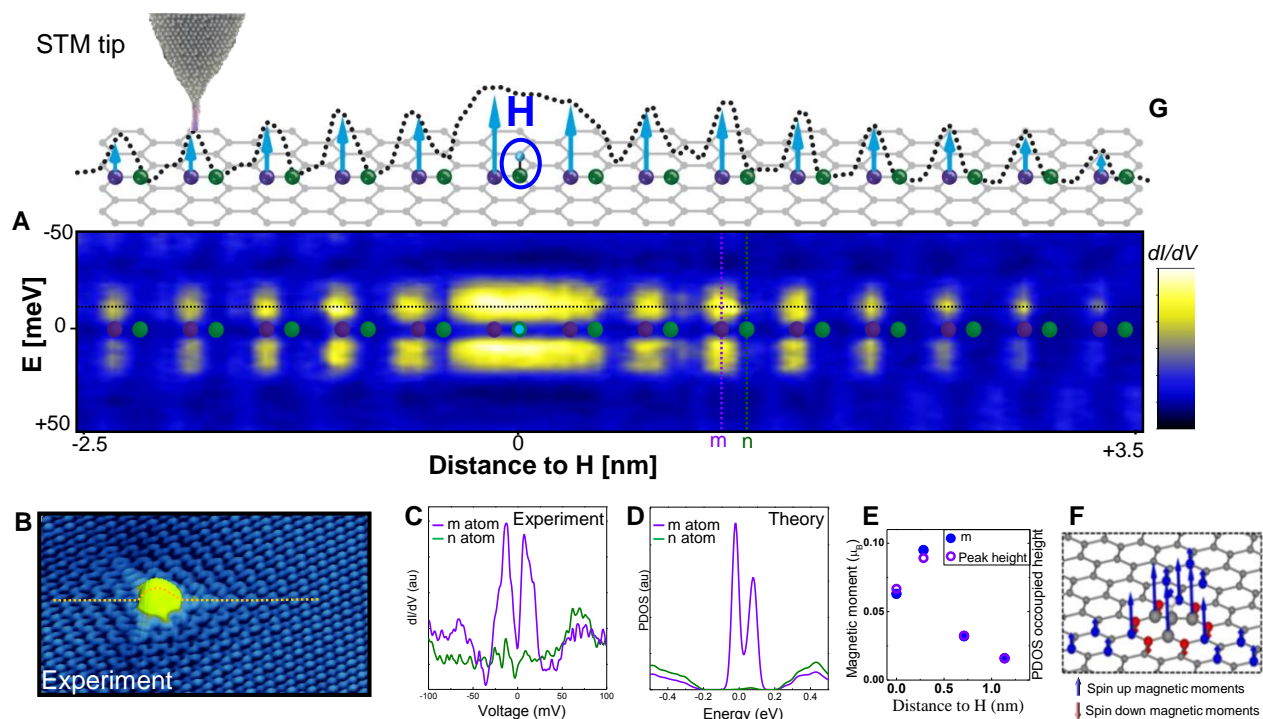 STM tip
H
G
A
-50
dI/dV
E [meV]
0
+50
m
n
-2.5
0
+3.5
Distance to H [nm]
B
Experiment
C
Experiment
m atom
n atom
dI/dV (au)
-100
-50
0
50
100
Voltage (mV)
D
Theory
m atom
n atom
PDOS (au)
-0.4
-0.2
0.0
0.2
0.4
Energy (eV)
E
m
Peak height
0.10
0.05
0.00
Magnetic moment (μB)
PDOS occupied height
0.0
0.5
1.0
Distance to H (nm)
F
Spin up magnetic moments
Spin down magnetic moments